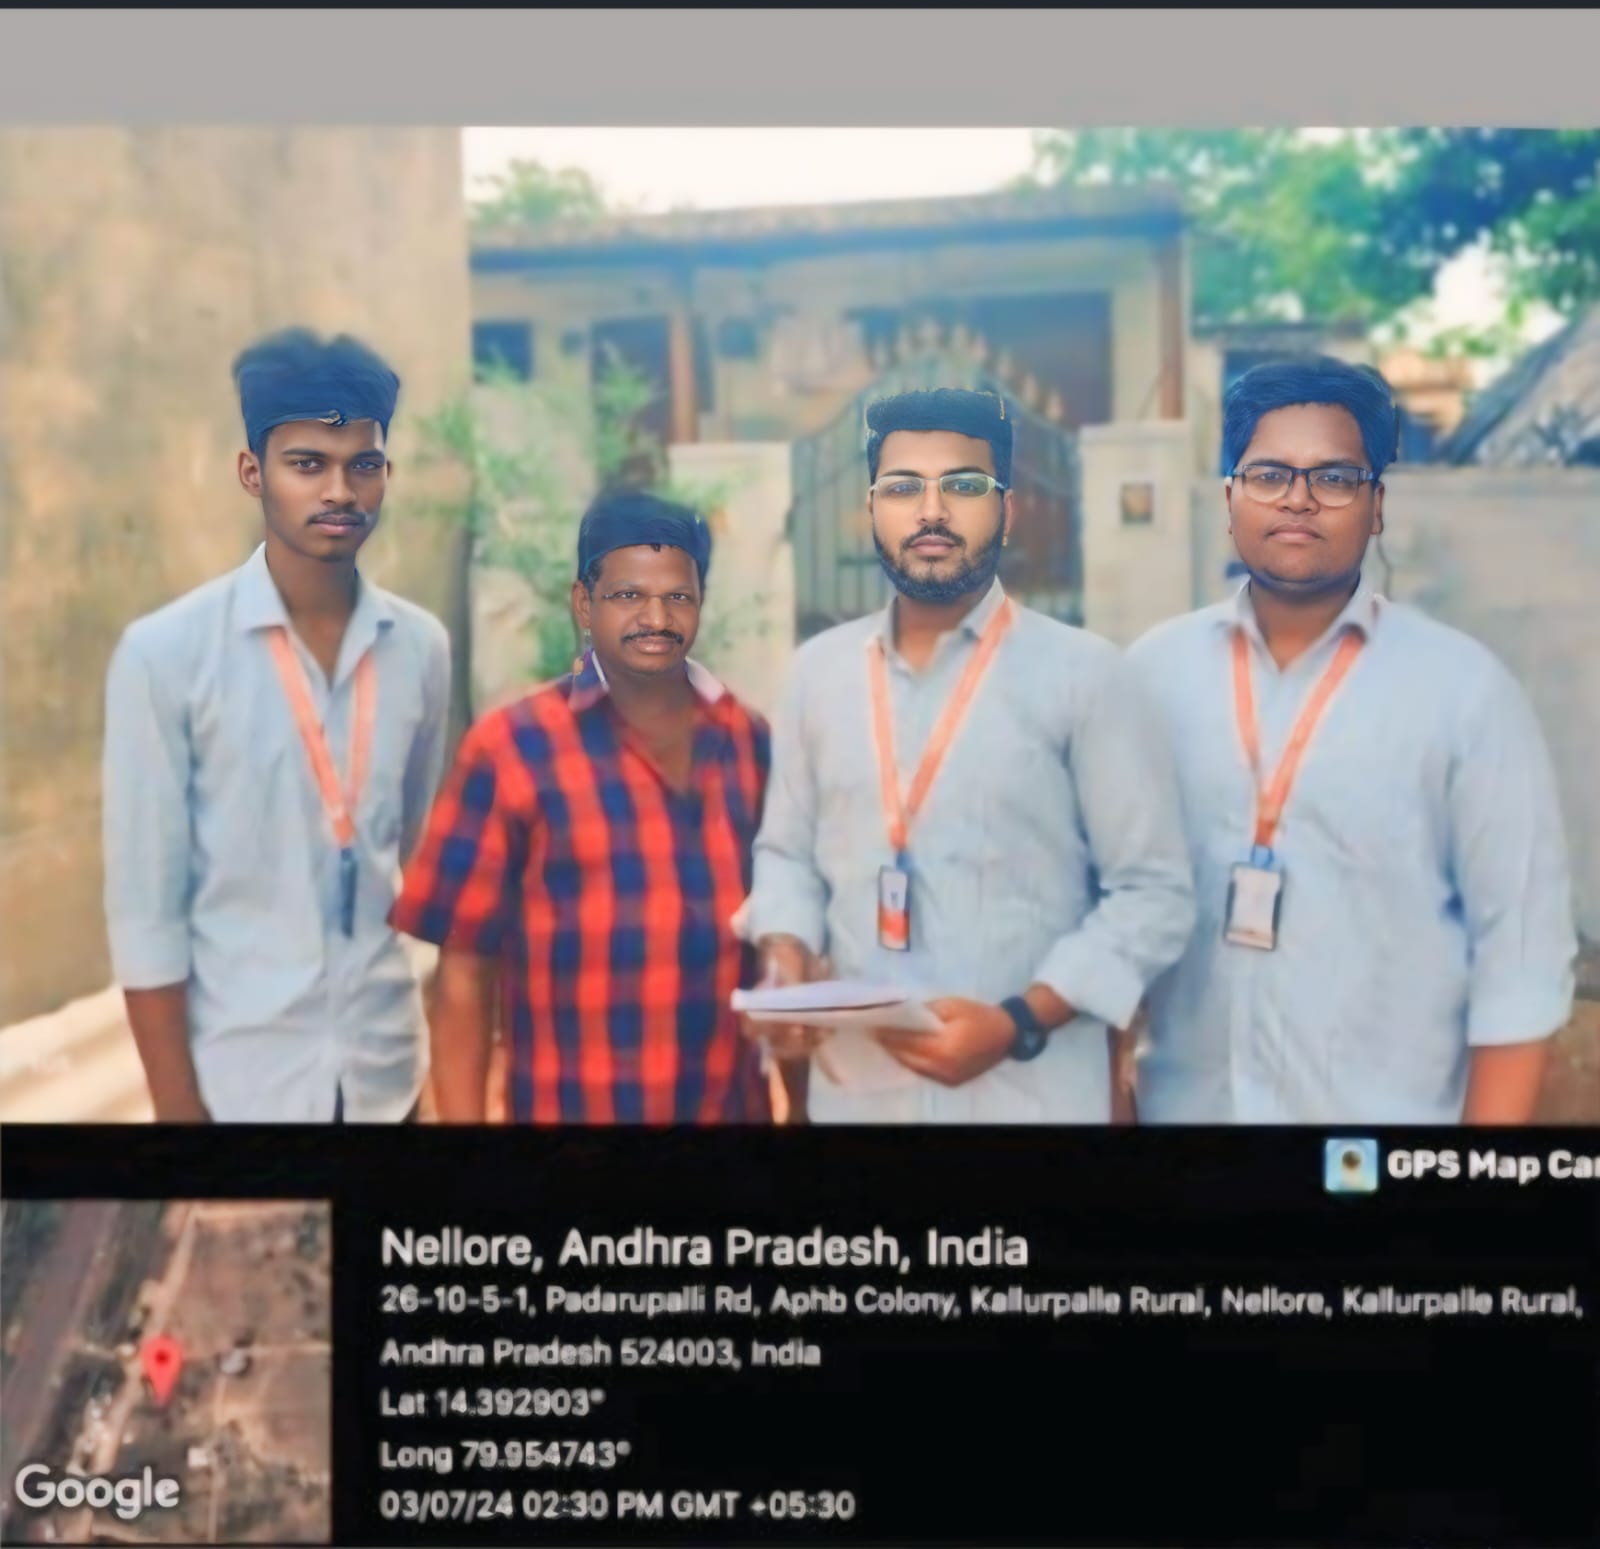 GPS Map Ca
Nellore, Andhra Pradesh, India
26-10-5-1, Padarupalli Rd, Aphb Colony, Kallurpalle Rural, Nellore, Kallurpalle Rural,
Andhra Pradesh 524003, India
Lat 14.392903°
Long 79.954743°
03/07/24 02:30 PM GMT +05:30
Google